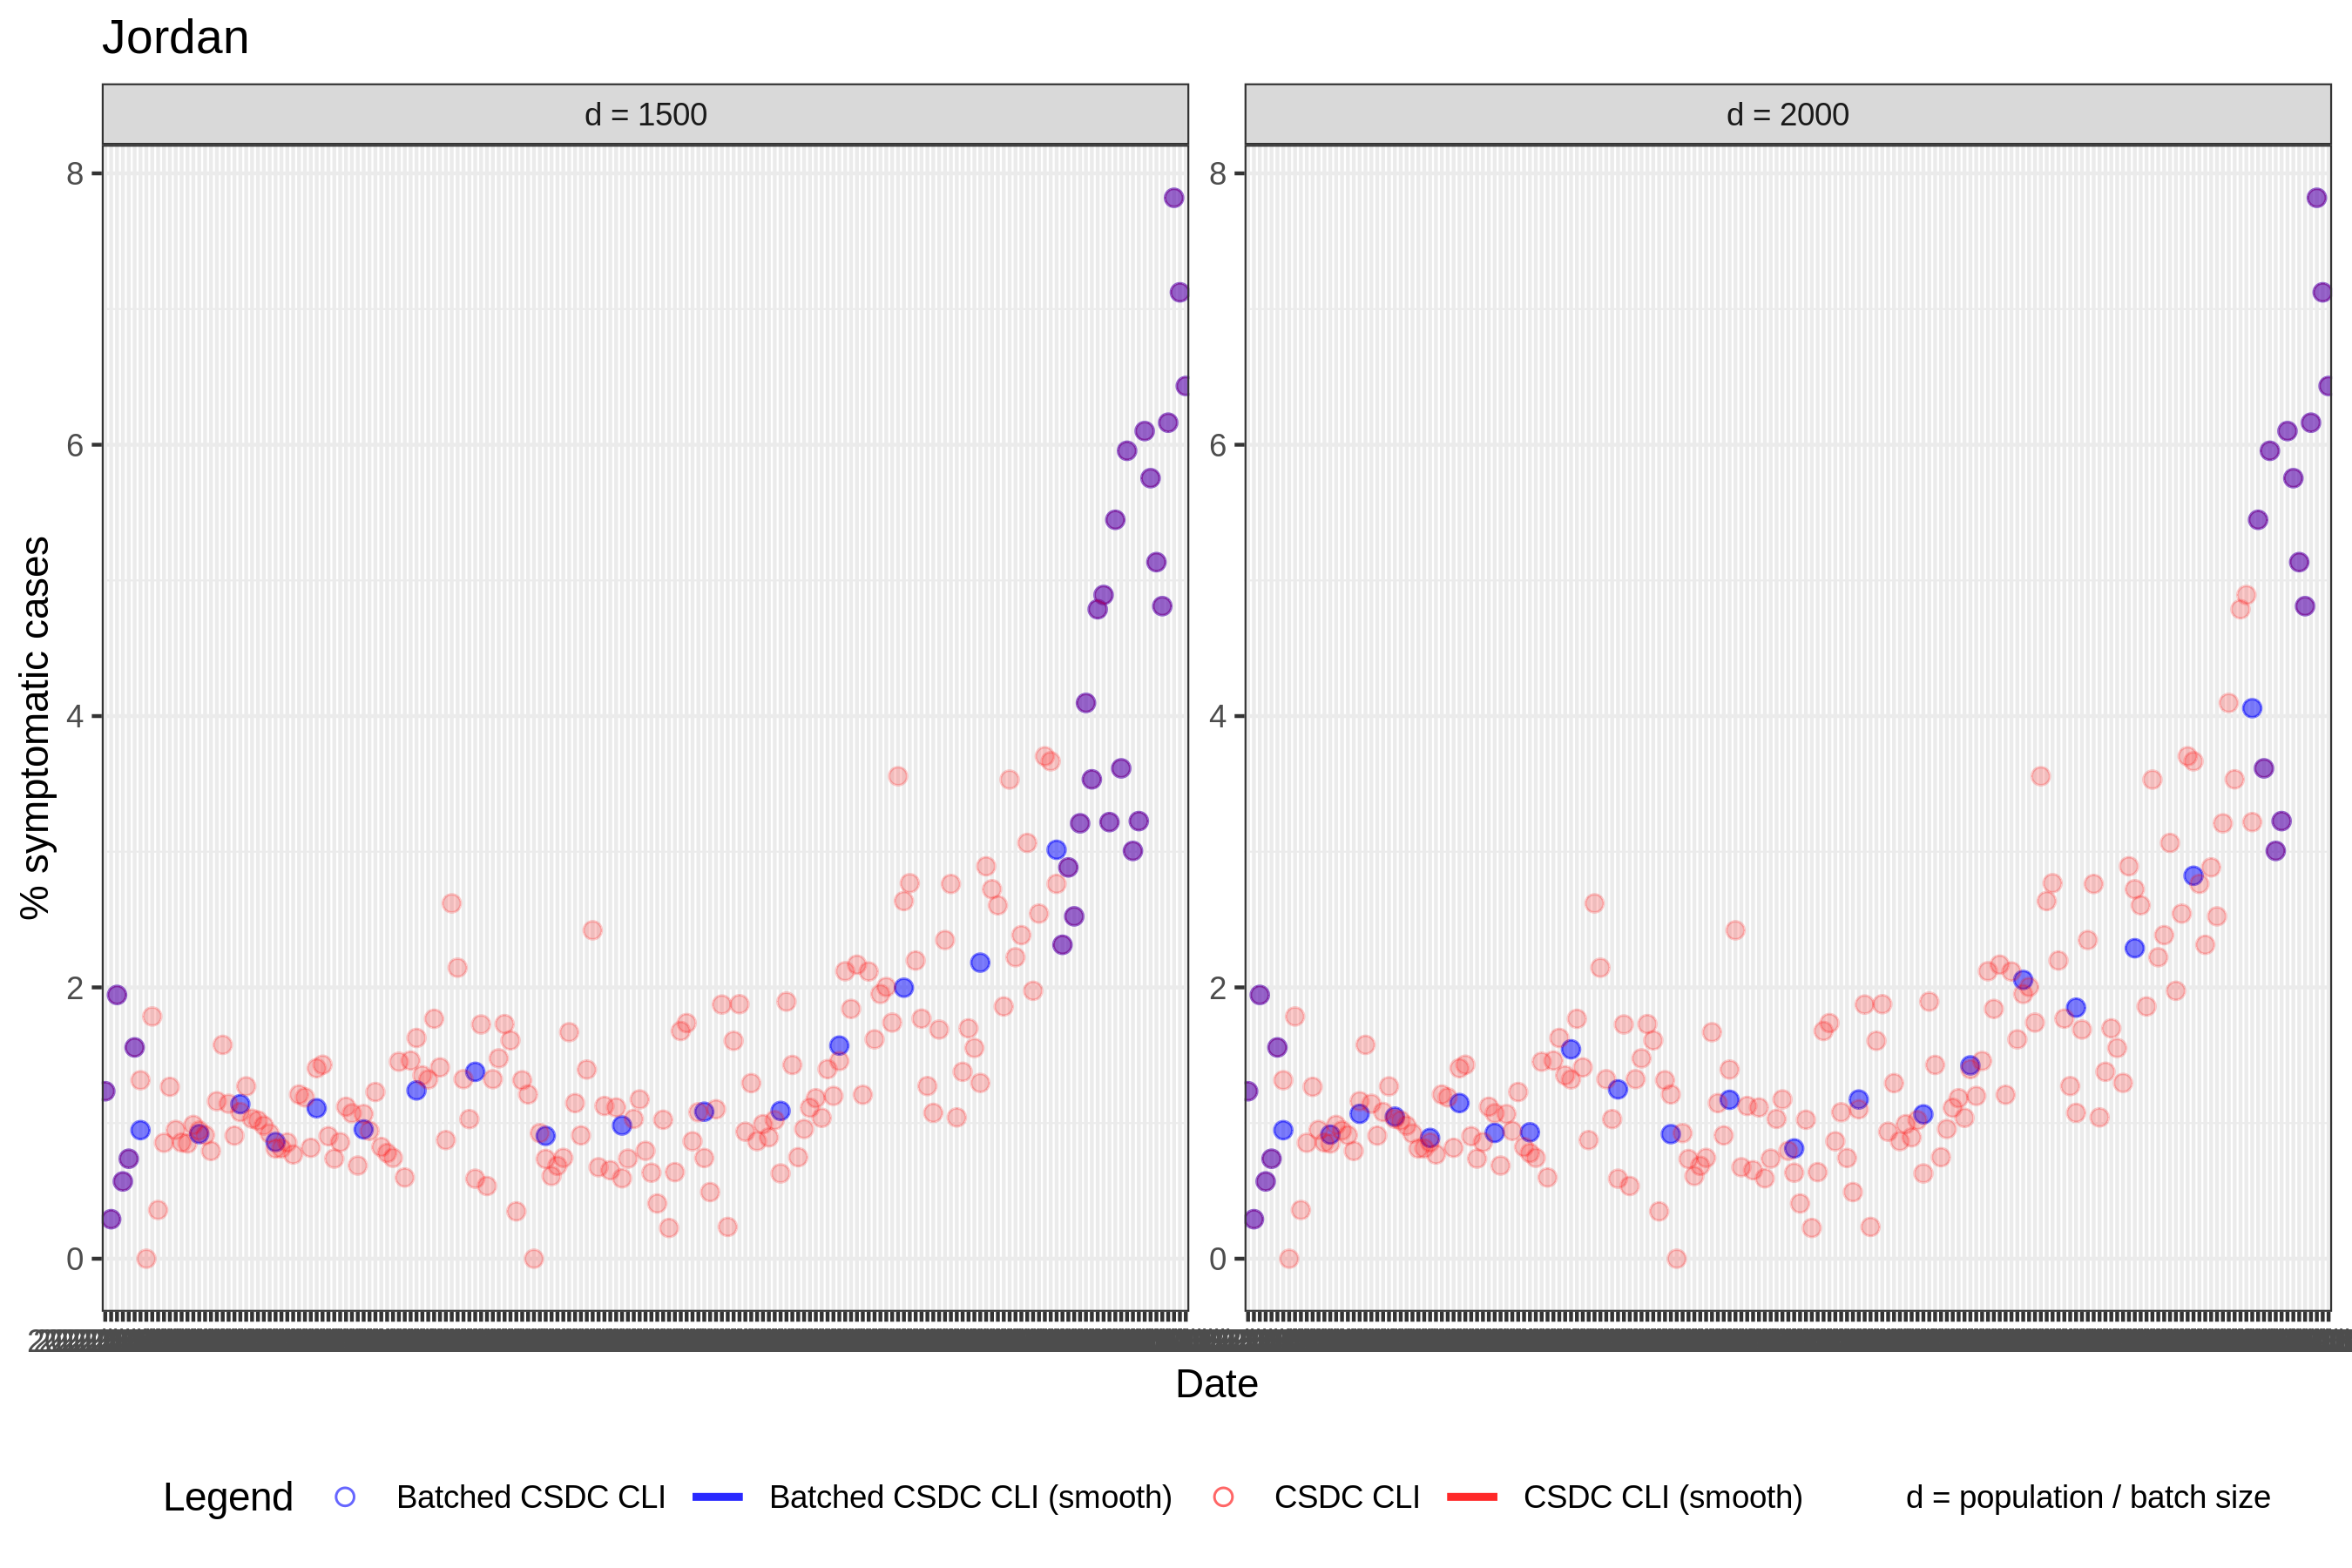 Jordan
d = 1500
d = 2000
% symptomatic cases
8
6
4
2
0
8
6
4
2
0
Date
Legend Batched CSDC CLI Batched CSDC CLI (smooth) CSDC CLI CSDC CLI (smooth) d = population / batch size